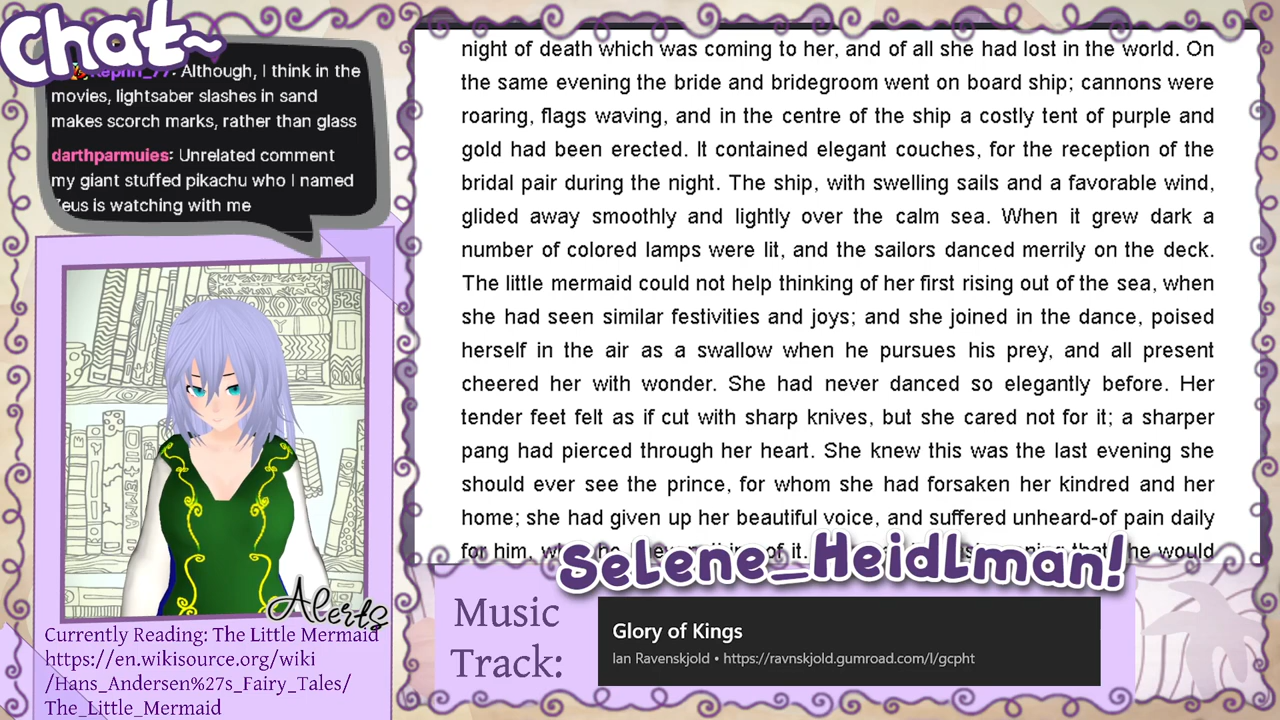 Chat~
Although, I think in the
movies, lightsaber slashes in sand
makes scorch marks, rather than glass
darthparmuies: Unrelated comment
my giant stuffed pikachu who I named
Zeus is watching with me
night of death which was coming to her, and of all she had lost in the world. On
the same evening the bride and bridegroom went on board ship; cannons were
roaring, flags waving, and in the centre of the ship a costly tent of purple and
gold had been erected. It contained elegant couches, for the reception of the
bridal pair during the night. The ship, with swelling sails and a favorable wind,
glided away smoothly and lightly over the calm sea. When it grew dark a
number of colored lamps were lit, and the sailors danced merrily on the deck.
The little mermaid could not help thinking of her first rising out of the sea, when
she had seen similar festivities and joys; and she joined in the dance, poised
herself in the air as a swallow when he pursues his prey, and all present
cheered her with wonder. She had never danced so elegantly before. Her
tender feet felt as if cut with sharp knives, but she cared not for it; a sharper
pang had pierced through her heart. She knew this was the last evening she
should ever see the prince, for whom she had forsaken her kindred and her
home; she had given up her beautiful voice, and suffered unheard-of pain daily
for him, of it. that he would
Selene_Heidlman!
Alerts
Currently Reading: The Little Mermaid
https://en.wikisource.org/wiki
/Hans_Andersen%27s_Fairy_Tales/
The_Little_Mermaid
Music
Track:
Glory of Kings
Ian Ravenskjold • https://ravnskjold.gumroad.com/l/gcpht